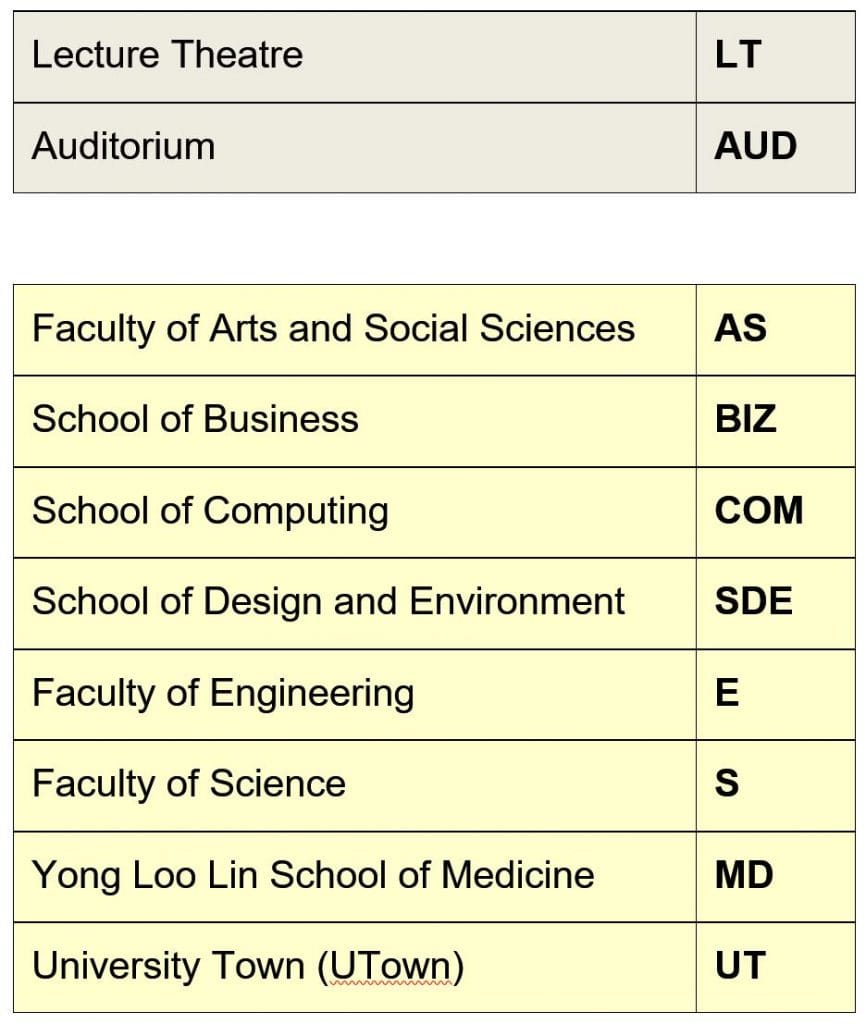 Lecture Theatre LT
Auditorium AUD
Faculty of Arts and Social Sciences AS
School of Business BIZ
School of Computing COM
School of Design and Environment SDE
Faculty of Engineering E
Faculty of Science S
Yong Loo Lin School of Medicine MD
University Town (UTown) UT